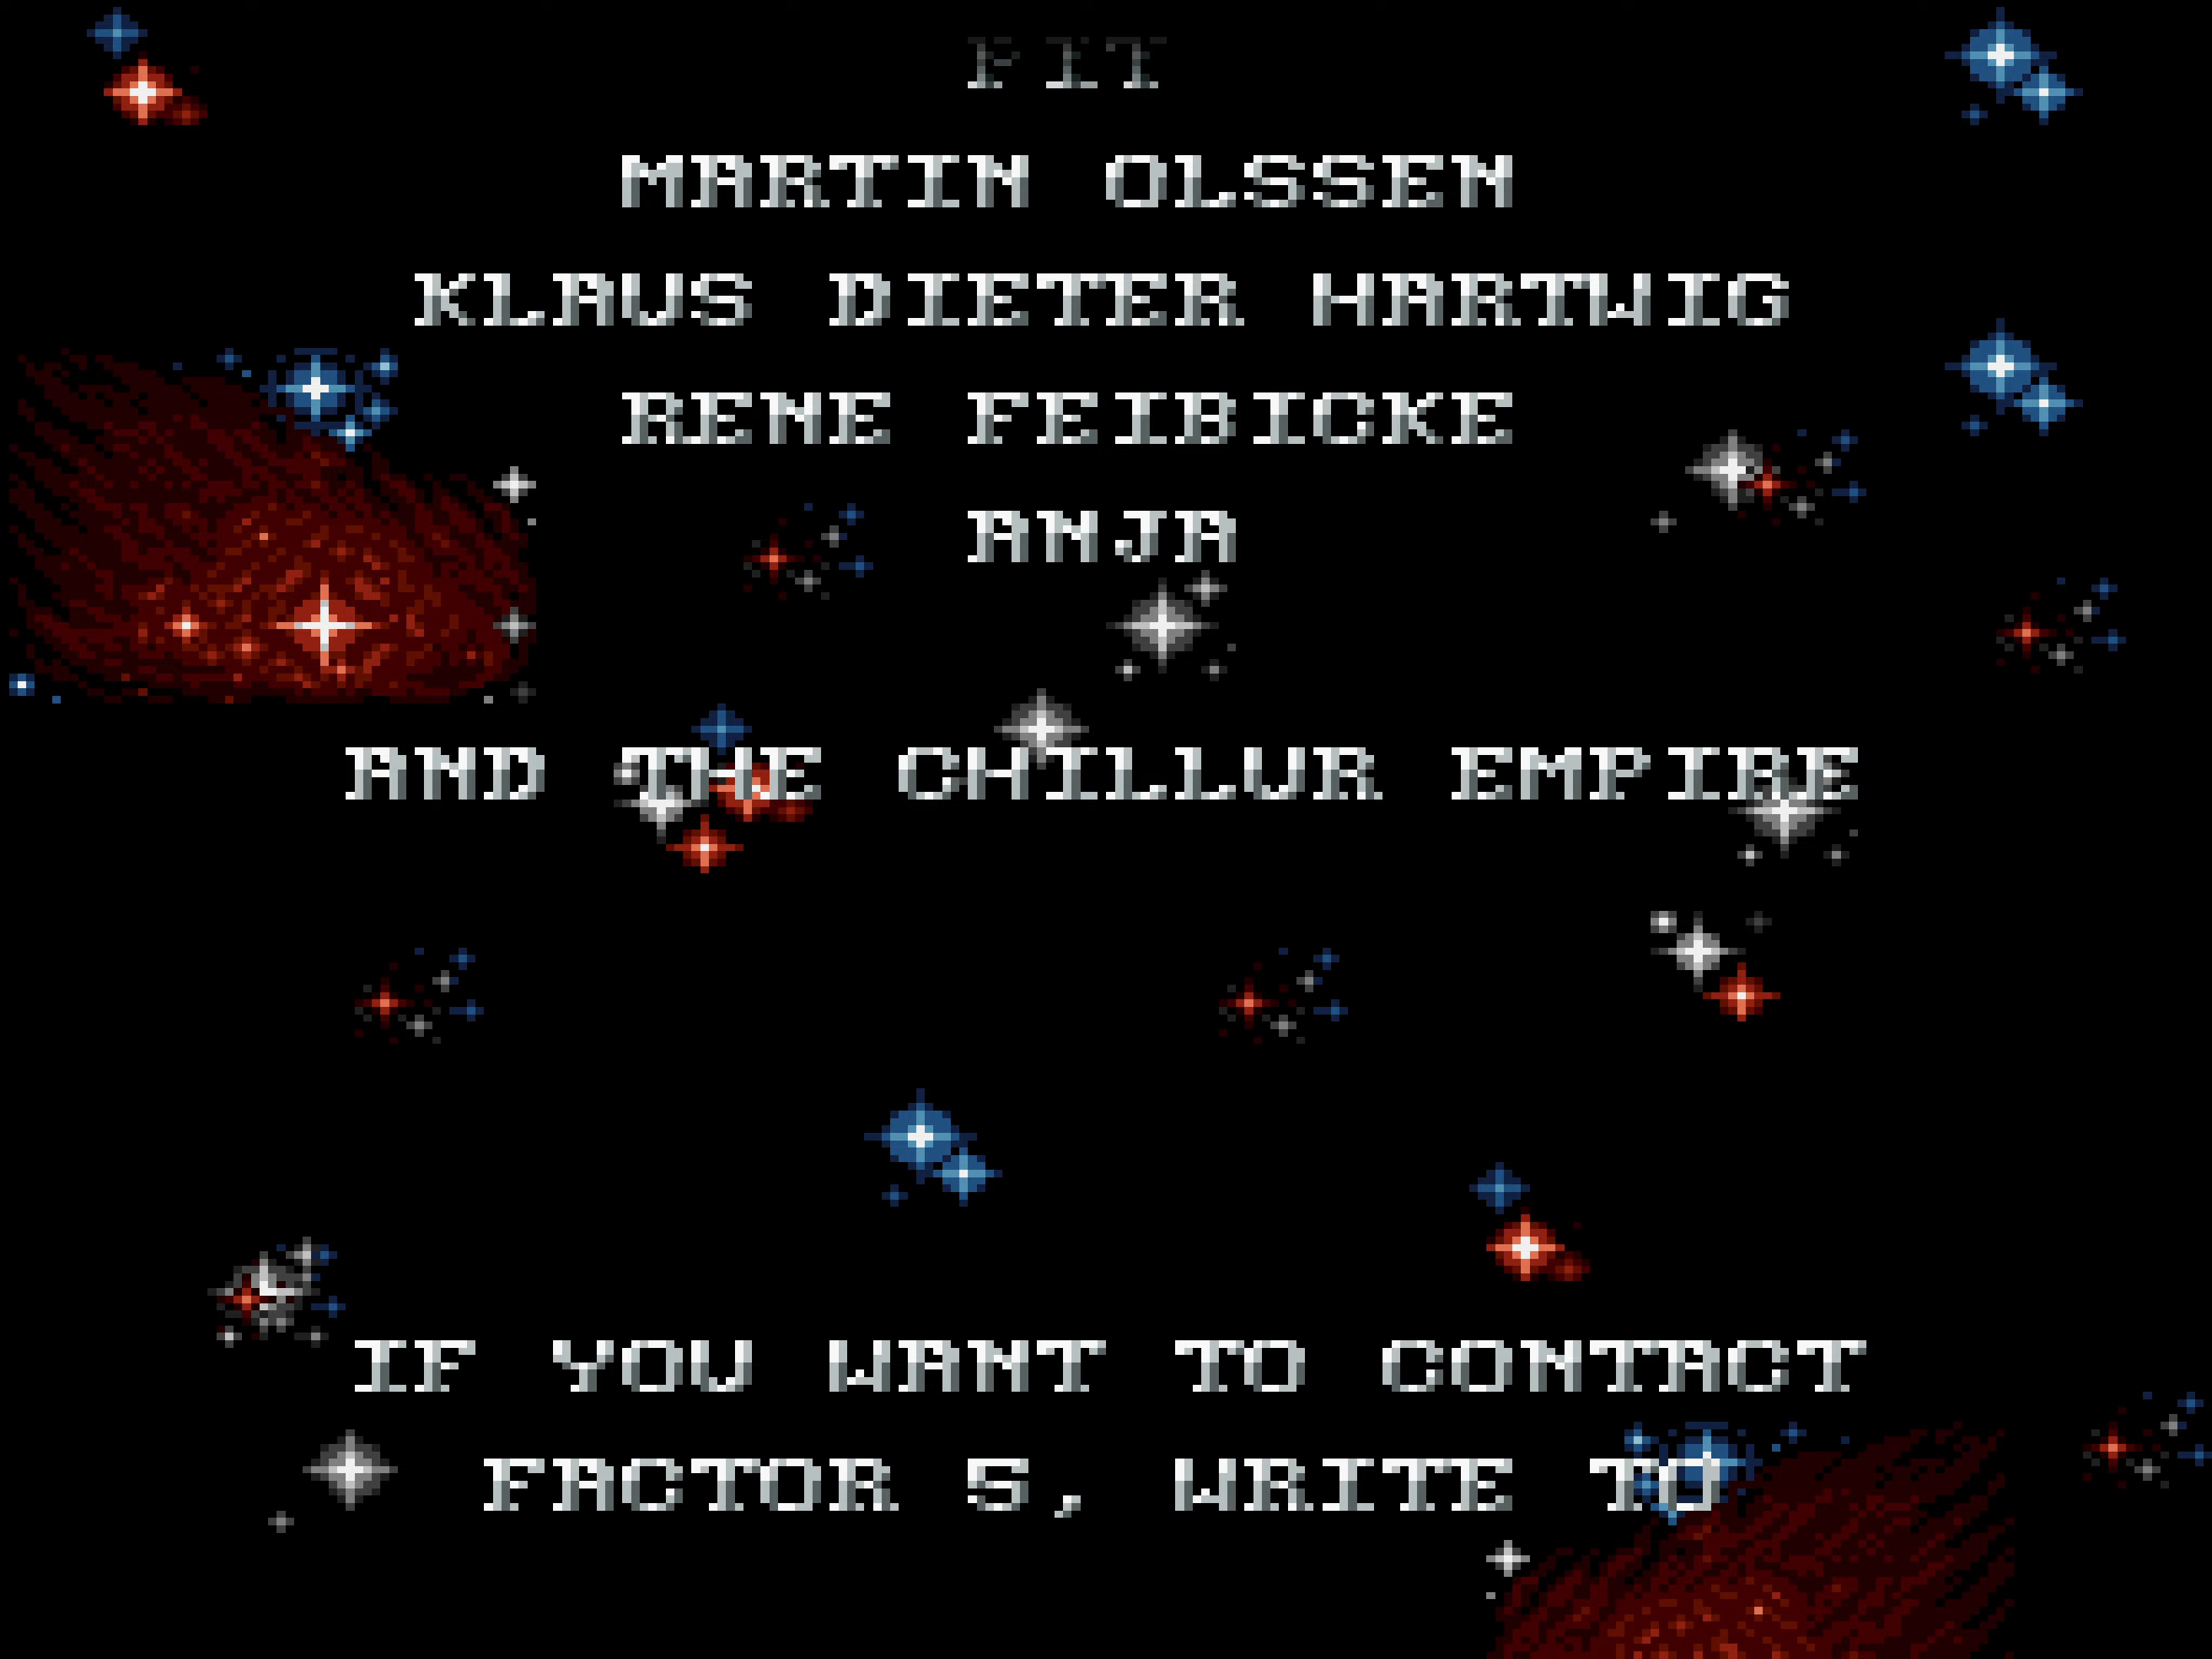 PIT
MARTIN OLSSEN
KLAUS DIETER HARTWIG
RENE FEIBICKE
ANJA
AND THE CHILLUR EMPIRE
IF YOU WANT TO CONTACT
FACTOR 5, WRITE TO